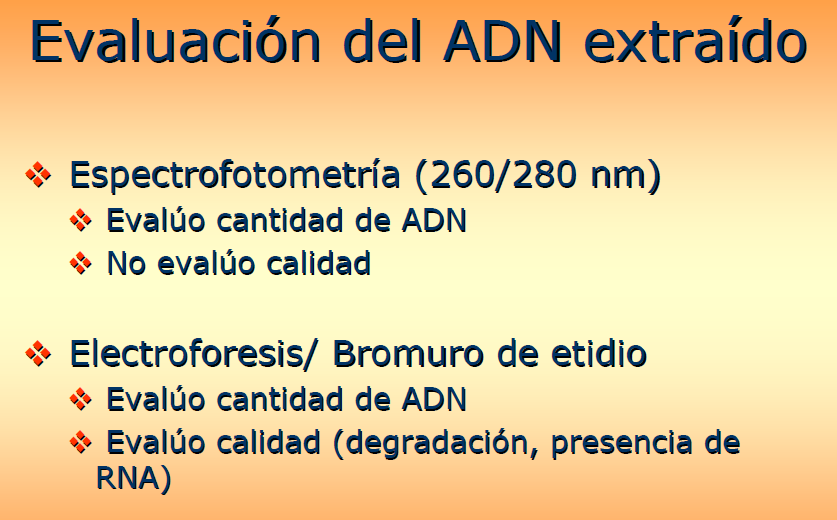 Evaluación del ADN extraído
Espectrofotometría (260/280 nm)
Evalúo cantidad de ADN
No evalúo calidad
Electroforesis/ Bromuro de etidio
Evalúo cantidad de ADN
Evalúo calidad (degradación, presencia de
RNA)